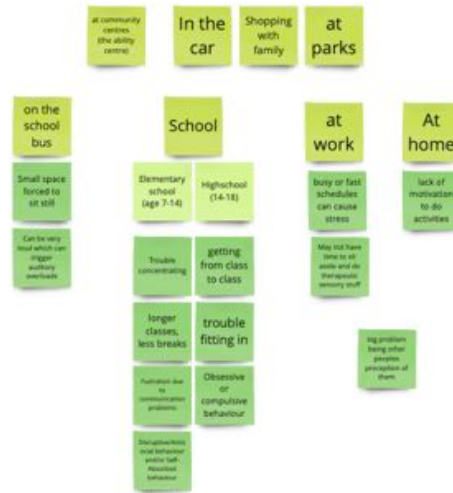 at community
centres
(the ability
centre)
In the
car
Shopping
with
family
at
parks
on the
school
bus
School
at
work
At
home
Small space
forced to
sit still
Elementary
school
(age 7-14)
Highschool
(14-18)
busy or fast
schedules
can cause
stress
lack of
motivation
to do
activities
Can be very
loud which can
trigger
auditory
overloads
Trouble
concentrating
getting
from class
to class
May not have
time to sit
aside and do
therapeutic
sensory stuff
longer
classes,
less breaks
trouble
fitting in
big problem
being other
peoples
perception of
them
due to
communication
problems
Obsessive
or
compulsive
behaviour
behaviour
and/or Self-
Absorbed
behaviour